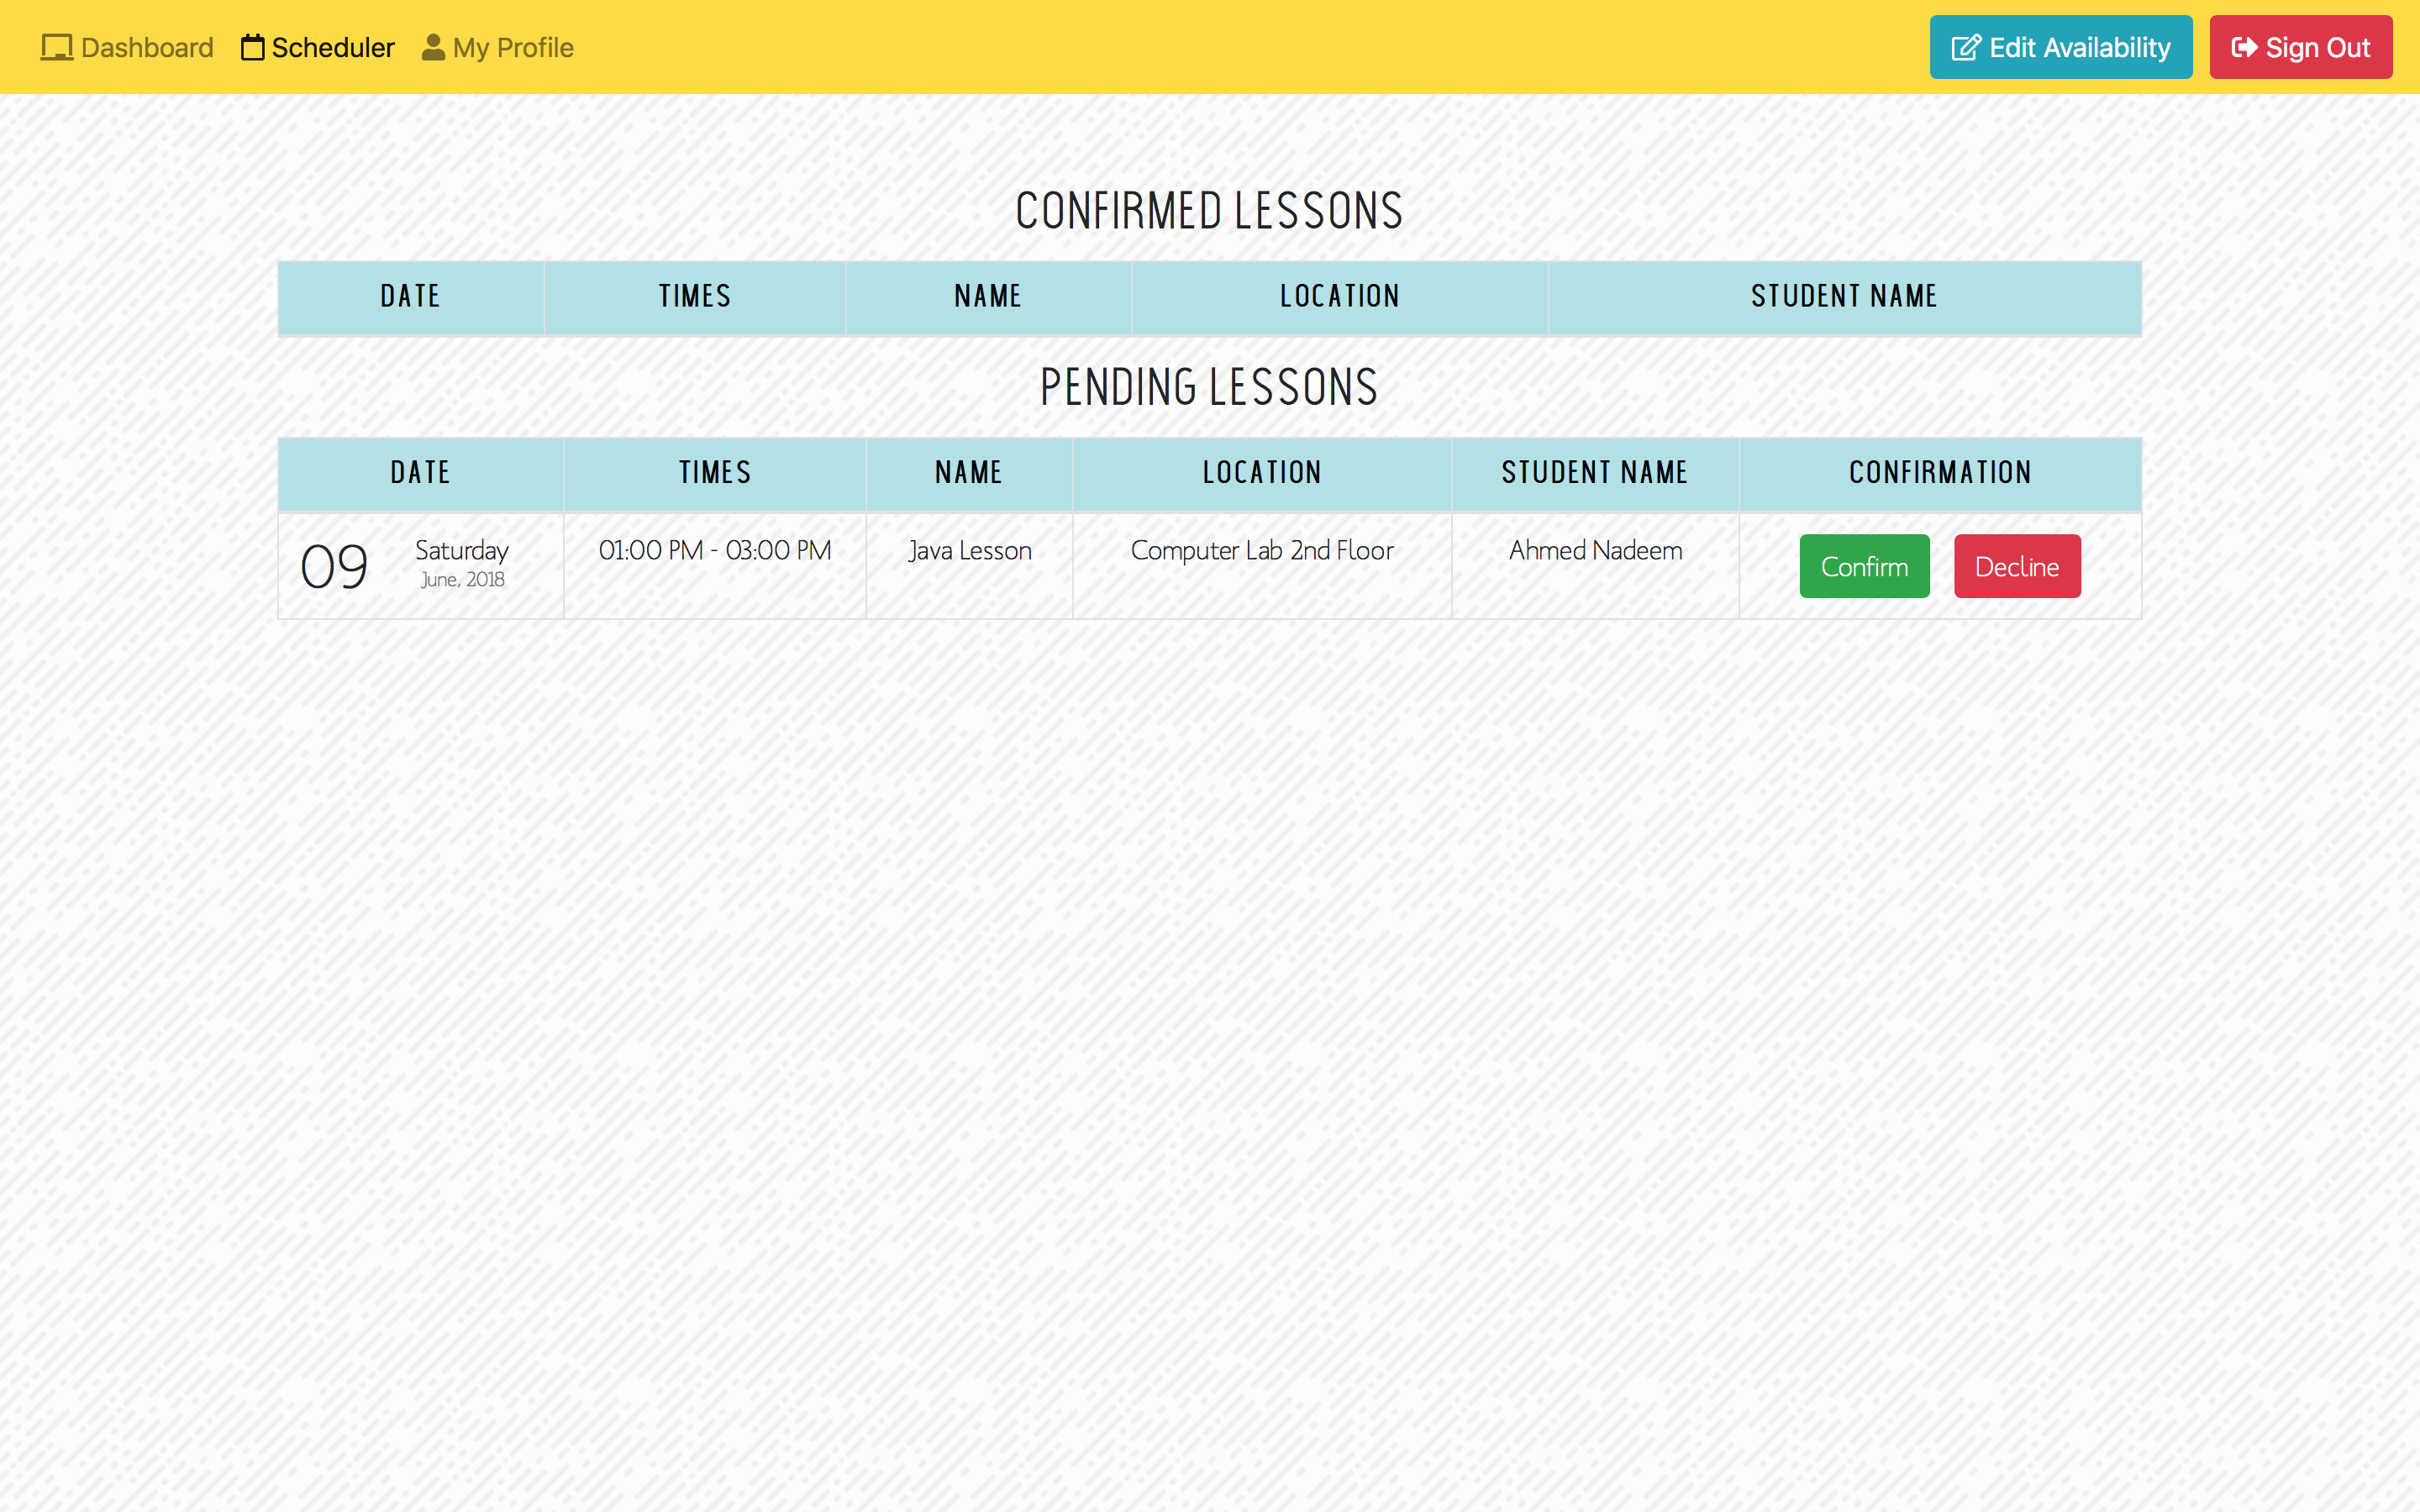 Dashboard Scheduler My Profile Edit Availability Sign Out
CONFIRMED LESSONS
DATE TIMES NAME LOCATION STUDENT NAME
PENDING LESSONS
DATE TIMES NAME LOCATION STUDENT NAME CONFIRMATION
09 Saturday 01:00 PM - 03:00 PM Java Lesson Computer Lab 2nd Floor Ahmed Nadeem Confirm Decline
June, 2018